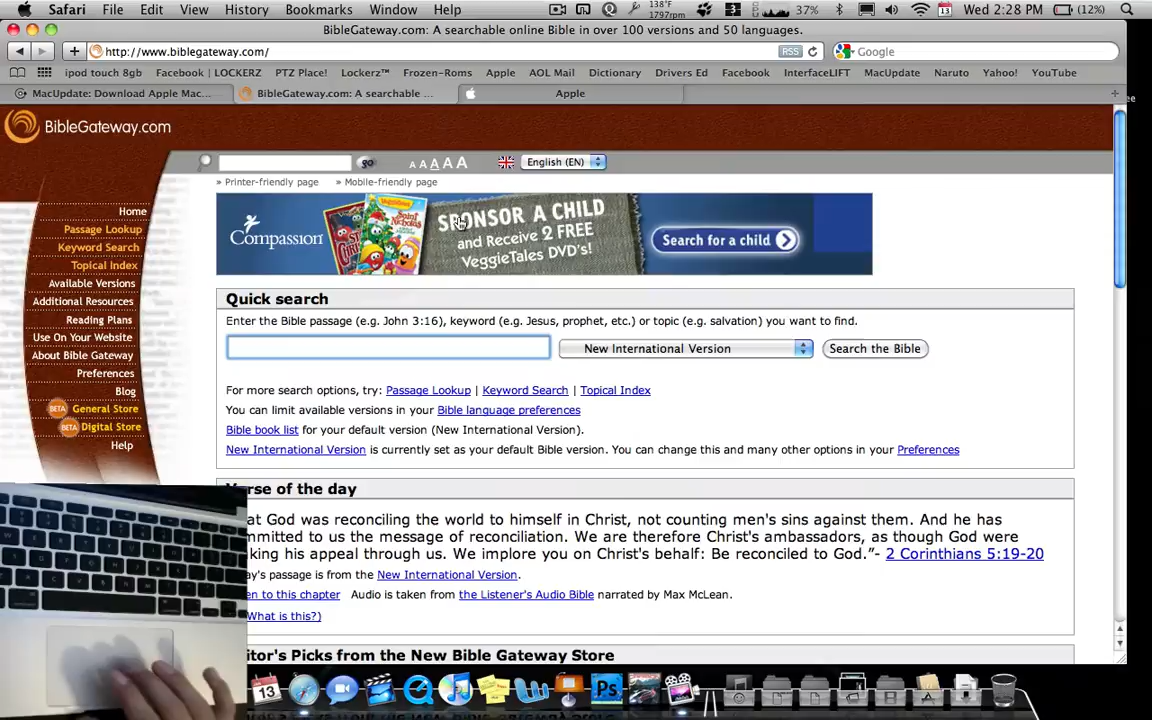 Safari File Edit View History Bookmarks Window Help 138°F 1797rpm 3 37% 13 Wed 2:28 PM (12%)
BibleGateway.com: A searchable online Bible in over 100 versions and 50 languages.
http://www.biblegateway.com/ RSS Google
ipod touch 8gb Facebook | LOCKERZ PTZ Place! Lockerz™ Frozen-Roms Apple AOL Mail Dictionary Drivers Ed Facebook InterfaceLIFT MacUpdate Naruto Yahoo! YouTube
MacUpdate: Download Apple Mac... BibleGateway.com: A searchable ... Apple
BibleGateway.com
go A A A A A English (EN)
» Printer-friendly page » Mobile-friendly page
Home
Passage Lookup
Keyword Search
Topical Index
Available Versions
Additional Resources
Reading Plans
Use On Your Website
About Bible Gateway
Preferences
Blog
BETA General Store
BETA Digital Store
Help
Compassion
SPONSOR A CHILD
and Receive 2 FREE
VeggieTales DVD's!
Search for a child
Quick search
Enter the Bible passage (e.g. John 3:16), keyword (e.g. Jesus, prophet, etc.) or topic (e.g. salvation) you want to find.
New International Version Search the Bible
For more search options, try: Passage Lookup | Keyword Search | Topical Index
You can limit available versions in your Bible language preferences
Bible book list for your default version (New International Version).
New International Version is currently set as your default Bible version. You can change this and many other options in your Preferences
erse of the day
at God was reconciling the world to himself in Christ, not counting men's sins against them. And he has
mmitted to us the message of reconciliation. We are therefore Christ's ambassadors, as though God were
king his appeal through us. We implore you on Christ's behalf: Be reconciled to God.”- 2 Corinthians 5:19-20
y's passage is from the New International Version.
en to this chapter Audio is taken from the Listener's Audio Bible narrated by Max McLean.
What is this?)
itor's Picks from the New Bible Gateway Store
13 Ps